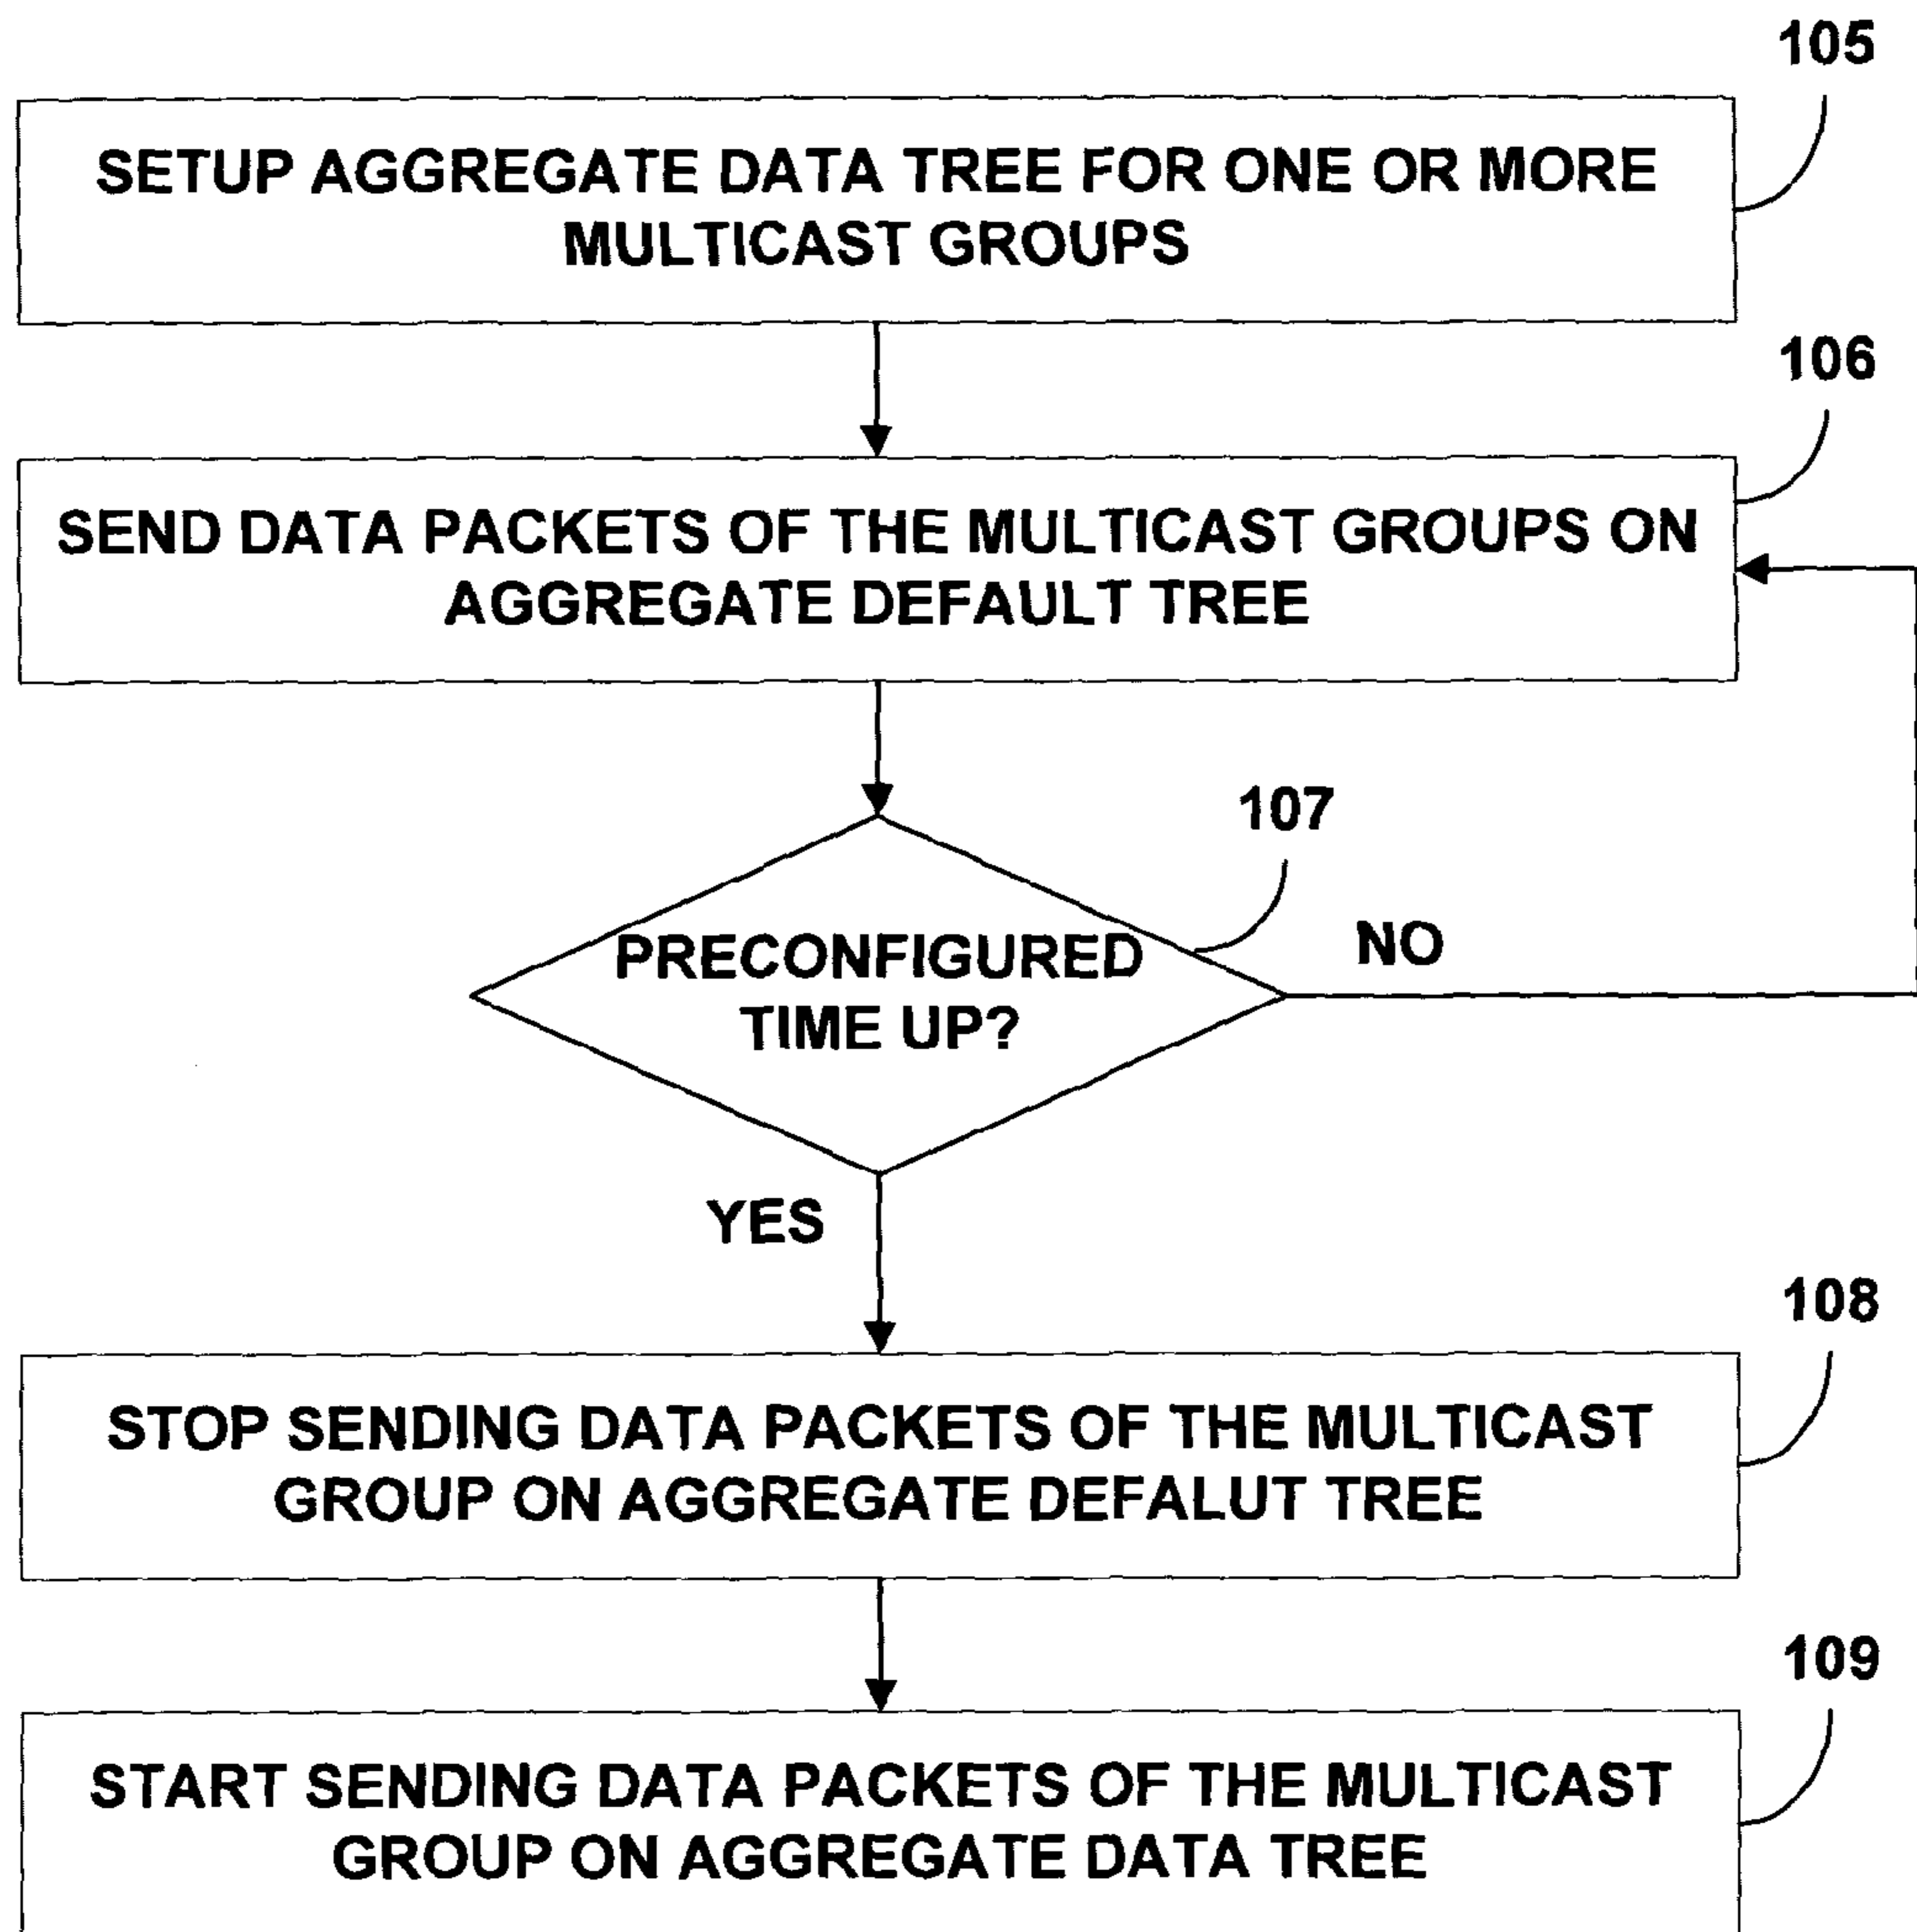 105
SETUP AGGREGATE DATA TREE FOR ONE OR MORE
MULTICAST GROUPS
106
SEND DATA PACKETS OF THE MULTICAST GROUPS ON
AGGREGATE DEFAULT TREE
107
PRECONFIGURED
TIME UP?
NO
YES
108
STOP SENDING DATA PACKETS OF THE MULTICAST
GROUP ON AGGREGATE DEFALUT TREE
109
START SENDING DATA PACKETS OF THE MULTICAST
GROUP ON AGGREGATE DATA TREE